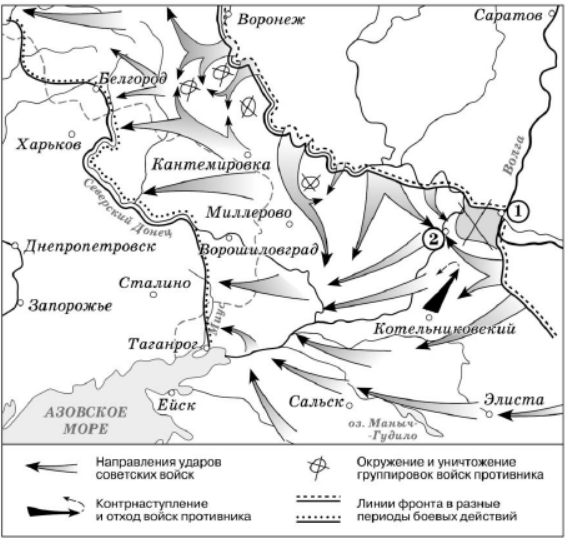 Воронеж
Саратов
Белгород
Волга
Харьков
Кантемировка
Северский Донец
1
Миллерово
2
Ворошиловград
Днепропетровск
Сталино
Запорожье
Миус
Котельниковский
Таганрог
АЗОВСКОЕ
МОРЕ
Ейск
Сальск
Элиста
оз. Маныч-
-Гудило
Направления ударов
советских войск
Окружение и уничтожение
группировок войск противника
Контрнаступление
и отход войск противника
Линии фронта в разные
периоды боевых действий